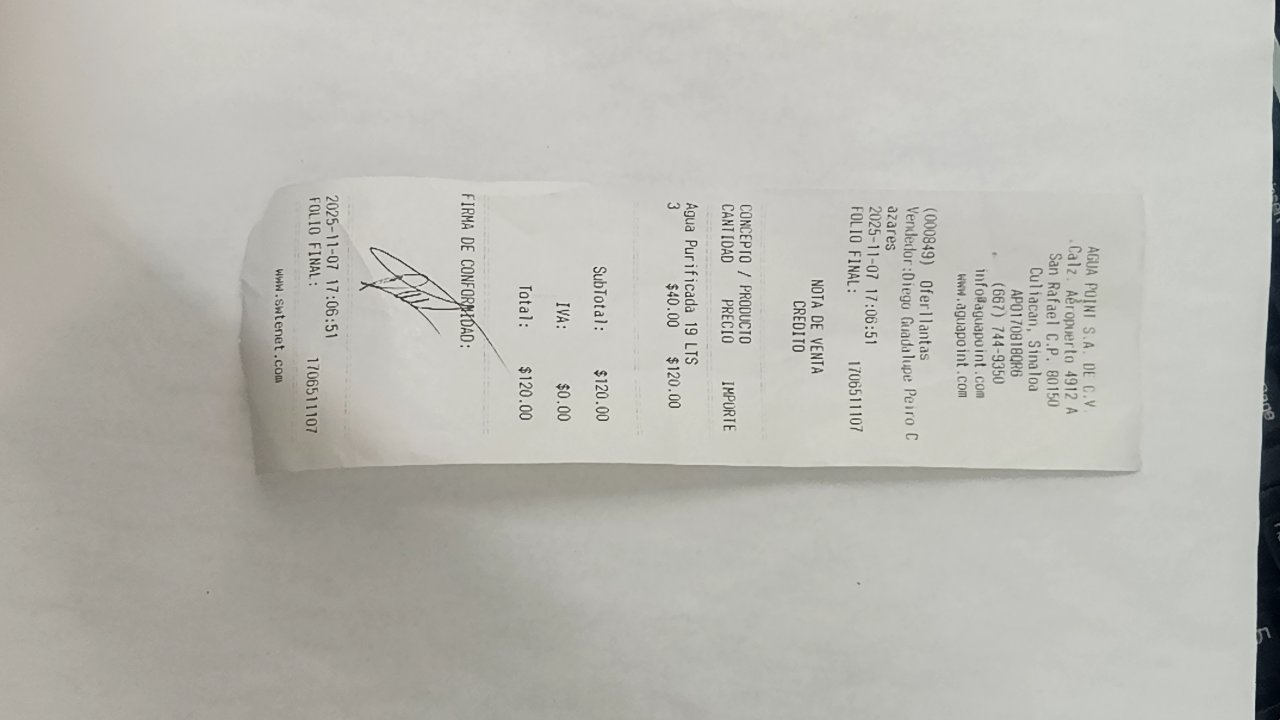 AGUA POINT S.A. DE C.V.
.Calz. Aeropuerto 4912 A
San Rafael C.P. 80150
Culiacan, Sinaloa
APO170818QR6
(667) 744-9350
info@aguapoint.com
www.aguapoint.com
(000849) Oferllantas
Vendedor:Diego Guadalupe Peiro C
azares
2025-11-07 17:06:51
FOLIO FINAL: 1706511107
NOTA DE VENTA
CREDITO
CONCEPTO / PRODUCTO
CANTIDAD PRECIO IMPORTE
Agua Purificada 19 LTS
3 $40.00 $120.00
SubTotal: $120.00
IVA: $0.00
Total: $120.00
FIRMA DE CONFORMIDAD:
2025-11-07 17:06:51
FOLIO FINAL: 1706511107
www.swtenet.com